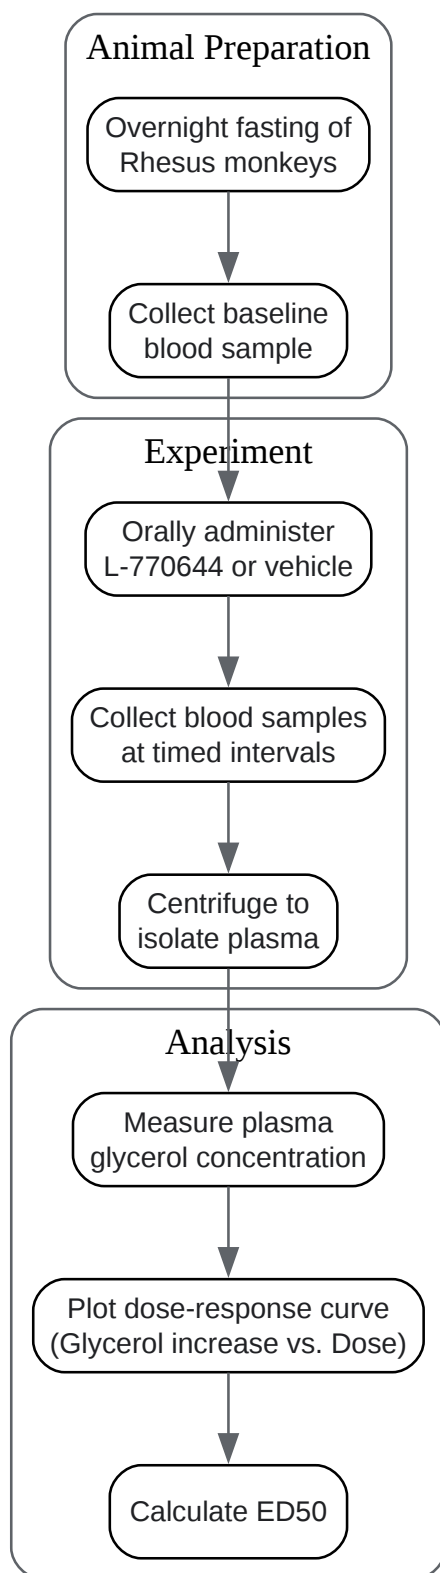 Animal Preparation
Overnight fasting of
Rhesus monkeys
Collect baseline
blood sample
Experiment
Orally administer
L-770644 or vehicle
Collect blood samples
at timed intervals
Centrifuge to
isolate plasma
Analysis
Measure plasma
glycerol concentration
Plot dose-response curve
(Glycerol increase vs. Dose)
Calculate ED50